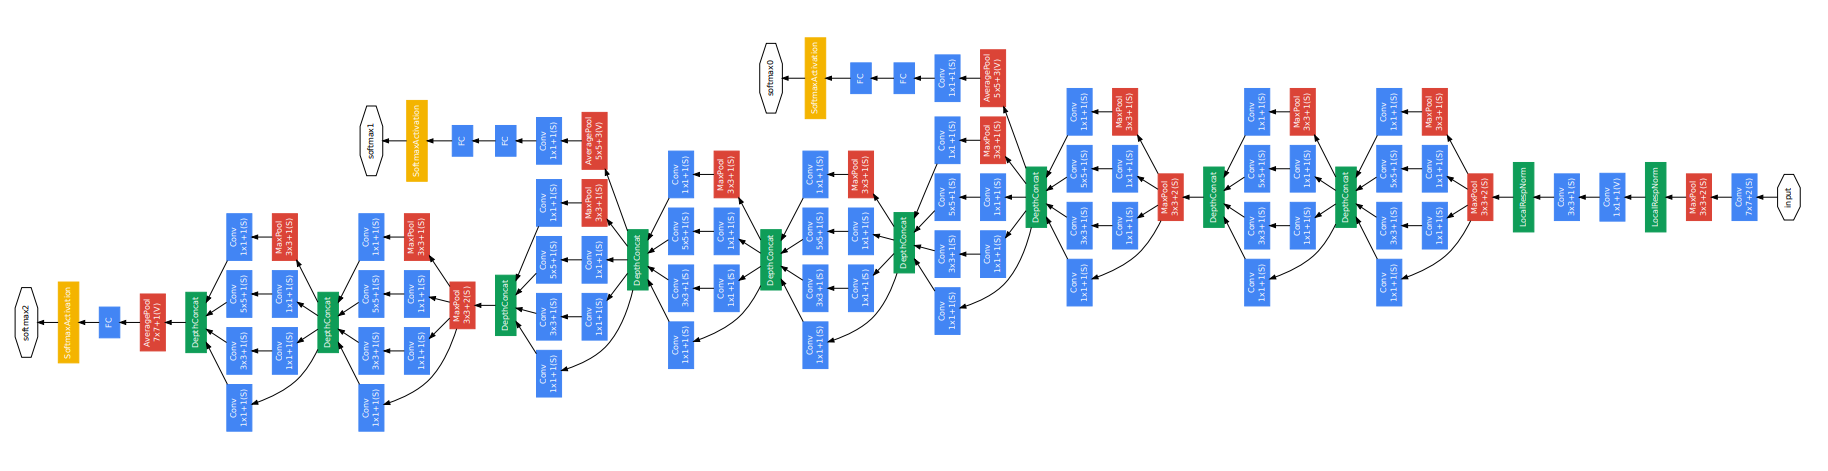 softmax2
SoftmaxActivation
FC
AveragePool
7x7+1(V)
DepthConcat
Conv
1x1+1(S)
Conv
3x3+1(S)
Conv
5x5+1(S)
Conv
1x1+1(S)
Conv
1x1+1(S)
Conv
1x1+1(S)
MaxPool
3x3+1(S)
DepthConcat
Conv
1x1+1(S)
Conv
3x3+1(S)
Conv
5x5+1(S)
Conv
1x1+1(S)
softmax1
Conv
1x1+1(S)
Conv
1x1+1(S)
MaxPool
3x3+1(S)
SoftmaxActivation
MaxPool
3x3+2(S)
FC
DepthConcat
FC
Conv
1x1+1(S)
Conv
3x3+1(S)
Conv
5x5+1(S)
Conv
1x1+1(S)
Conv
1x1+1(S)
Conv
1x1+1(S)
Conv
1x1+1(S)
MaxPool
3x3+1(S)
AveragePool
5x5+3(V)
DepthConcat
Conv
1x1+1(S)
Conv
3x3+1(S)
Conv
5x5+1(S)
Conv
1x1+1(S)
Conv
1x1+1(S)
Conv
1x1+1(S)
MaxPool
3x3+1(S)
DepthConcat
softmax0
Conv
1x1+1(S)
Conv
3x3+1(S)
Conv
5x5+1(S)
Conv
1x1+1(S)
SoftmaxActivation
Conv
1x1+1(S)
Conv
1x1+1(S)
MaxPool
3x3+1(S)
FC
DepthConcat
FC
Conv
1x1+1(S)
Conv
3x3+1(S)
Conv
5x5+1(S)
Conv
1x1+1(S)
Conv
1x1+1(S)
Conv
1x1+1(S)
Conv
1x1+1(S)
MaxPool
3x3+1(S)
AveragePool
5x5+3(V)
DepthConcat
Conv
1x1+1(S)
Conv
3x3+1(S)
Conv
5x5+1(S)
Conv
1x1+1(S)
Conv
1x1+1(S)
Conv
1x1+1(S)
MaxPool
3x3+1(S)
MaxPool
3x3+2(S)
DepthConcat
Conv
1x1+1(S)
Conv
3x3+1(S)
Conv
5x5+1(S)
Conv
1x1+1(S)
Conv
1x1+1(S)
Conv
1x1+1(S)
MaxPool
3x3+1(S)
DepthConcat
Conv
1x1+1(S)
Conv
3x3+1(S)
Conv
5x5+1(S)
Conv
1x1+1(S)
Conv
1x1+1(S)
Conv
1x1+1(S)
MaxPool
3x3+1(S)
MaxPool
3x3+2(S)
LocalRespNorm
Conv
3x3+1(S)
Conv
1x1+1(V)
LocalRespNorm
MaxPool
3x3+2(S)
Conv
7x7+2(S)
input